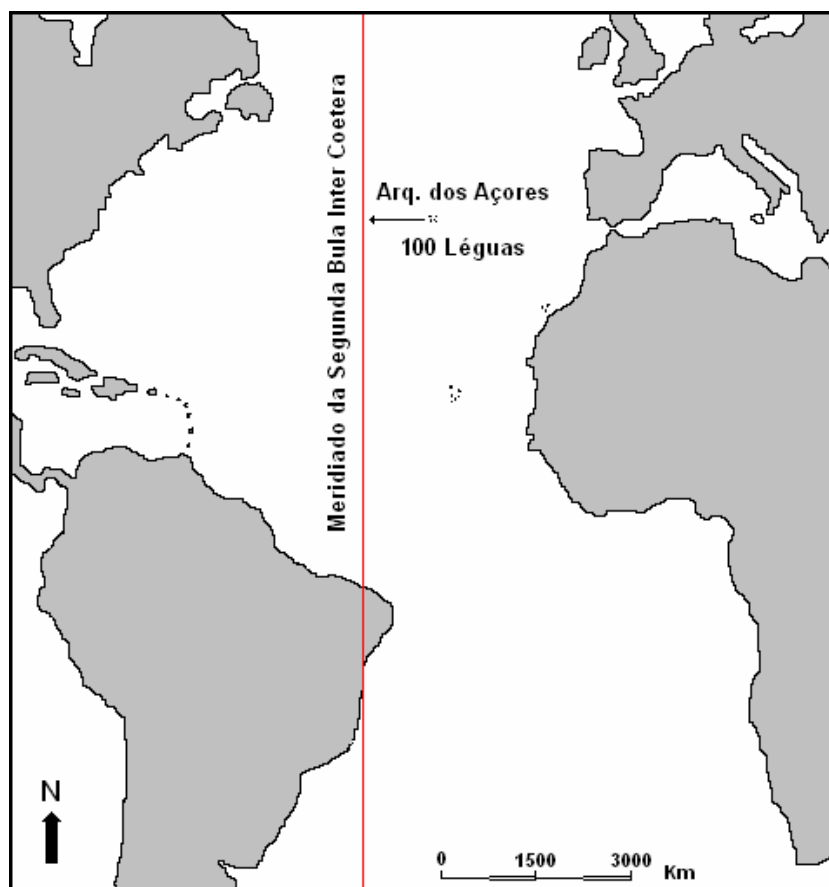 Meridiado da Segunda Bula Inter Coetera
Arq. dos Açores
100 Léguas
N
0 1500 3000 Km